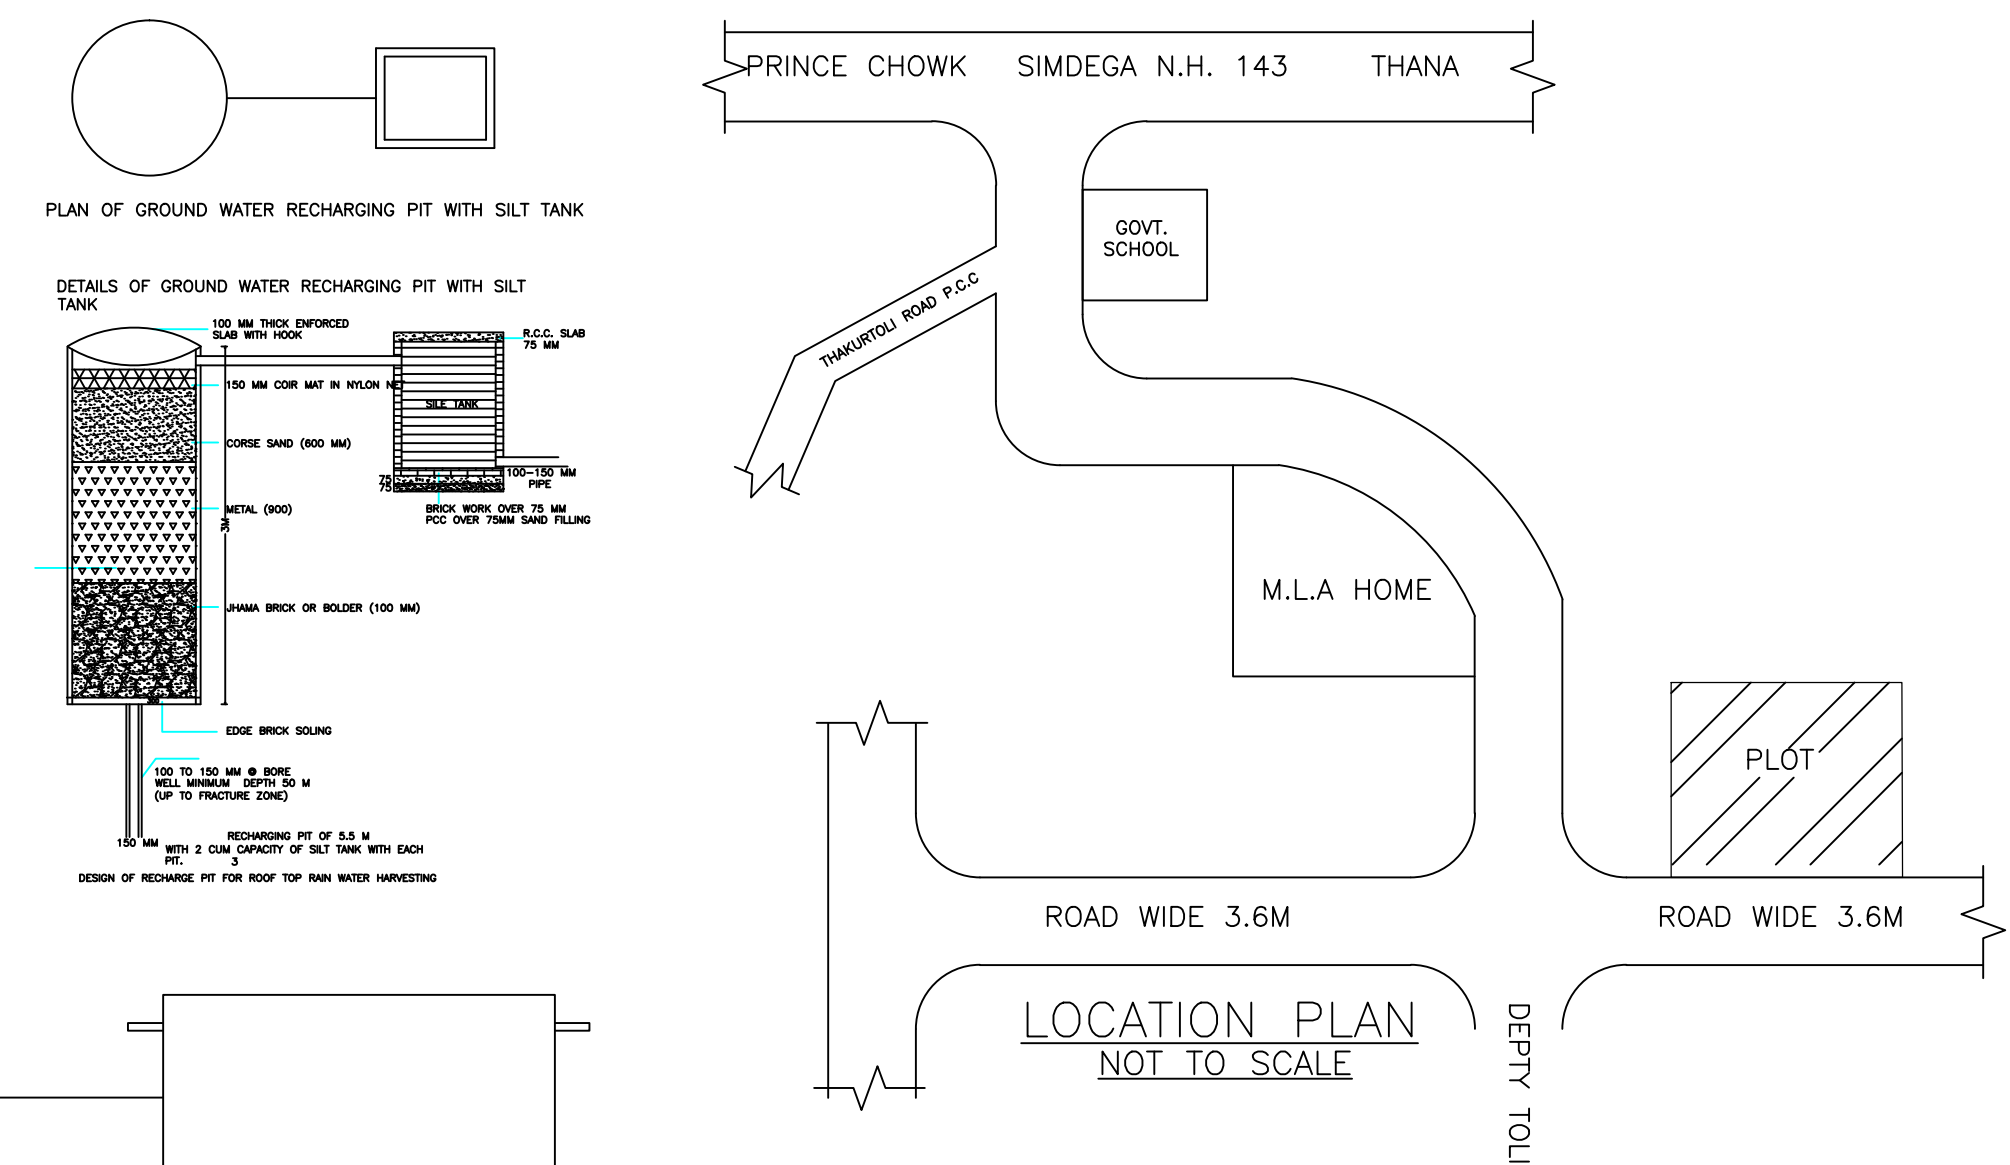 PLAN OF GROUND WATER RECHARGING PIT WITH SILT TANK
DETAILS OF GROUND WATER RECHARGING PIT WITH SILT
TANK
100 MM THICK ENFORCED
SLAB WITH HOOK
R.C.C. SLAB
75 MM
150 MM COIR MAT IN NYLON NET
SILE TANK
CORSE SAND (600 MM)
100-150 MM
PIPE
75
75
METAL (900)
BRICK WORK OVER 75 MM
PCC OVER 75MM SAND FILLING
3M
JHAMA BRICK OR BOLDER (100 MM)
EDGE BRICK SOLING
100 TO 150 MM @ BORE
WELL MINIMUM DEPTH 50 M
(UP TO FRACTURE ZONE)
150 MM
RECHARGING PIT OF 5.5 M
WITH 2 CUM CAPACITY OF SILT TANK WITH EACH
PIT. 3
DESIGN OF RECHARGE PIT FOR ROOF TOP RAIN WATER HARVESTING
PRINCE CHOWK SIMDEGA N.H. 143 THANA
GOVT.
SCHOOL
THAKURTOLI ROAD P.C.C
M.L.A HOME
PLOT
ROAD WIDE 3.6M
ROAD WIDE 3.6M
LOCATION PLAN
NOT TO SCALE
DEPTY TOLI